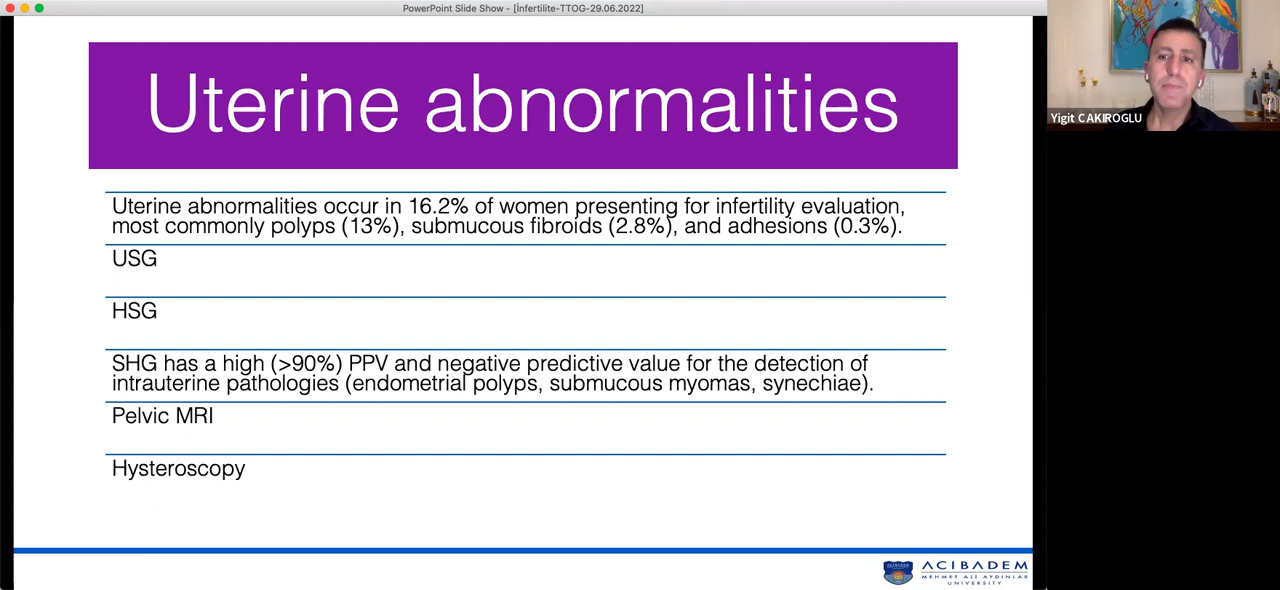 PowerPoint Slide Show - [İnfertilite-TTOG-29.06.2022]
Uterine abnormalities
Yigit CAKIROGLU
Uterine abnormalities occur in 16.2% of women presenting for infertility evaluation,
most commonly polyps (13%), submucous fibroids (2.8%), and adhesions (0.3%).
USG
HSG
SHG has a high (>90%) PPV and negative predictive value for the detection of
intrauterine pathologies (endometrial polyps, submucous myomas, synechiae).
Pelvic MRI
Hysteroscopy
ACIBADEM
MEHMET ALİ AYDINLAR
UNIVERSITY